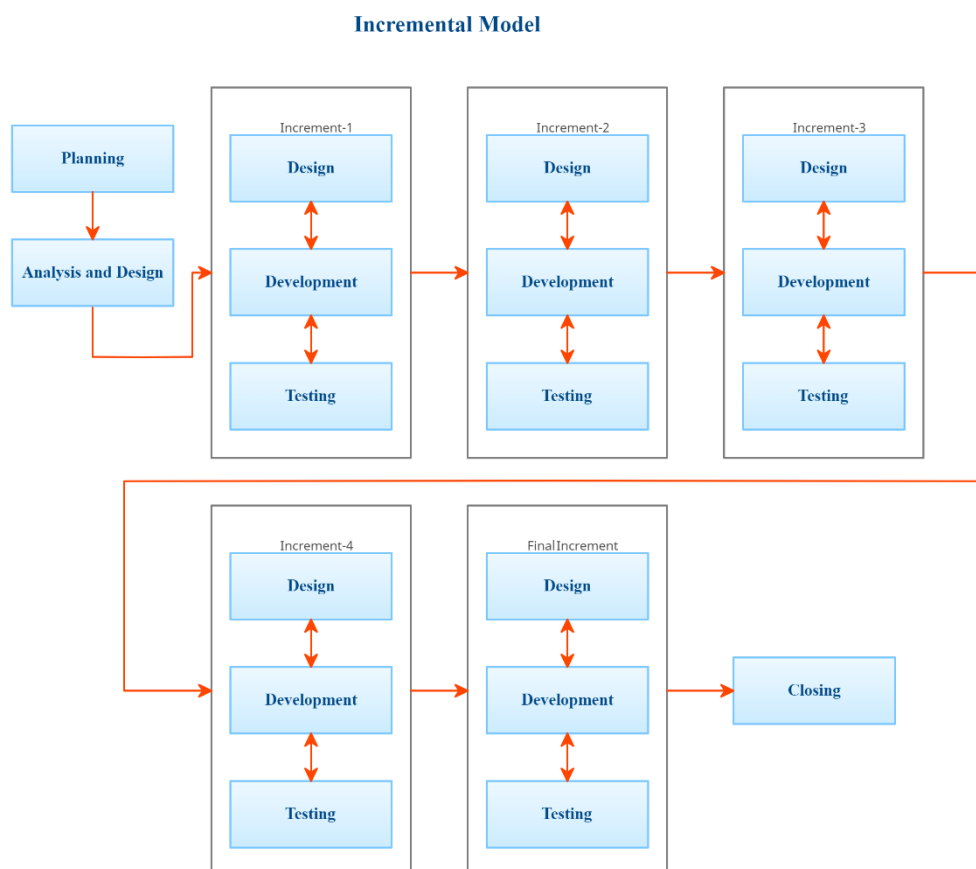 Incremental Model
Planning
Analysis and Design
Increment-1
Design
Development
Testing
Increment-2
Design
Development
Testing
Increment-3
Design
Development
Testing
Increment-4
Design
Development
Testing
Final Increment
Design
Development
Testing
Closing